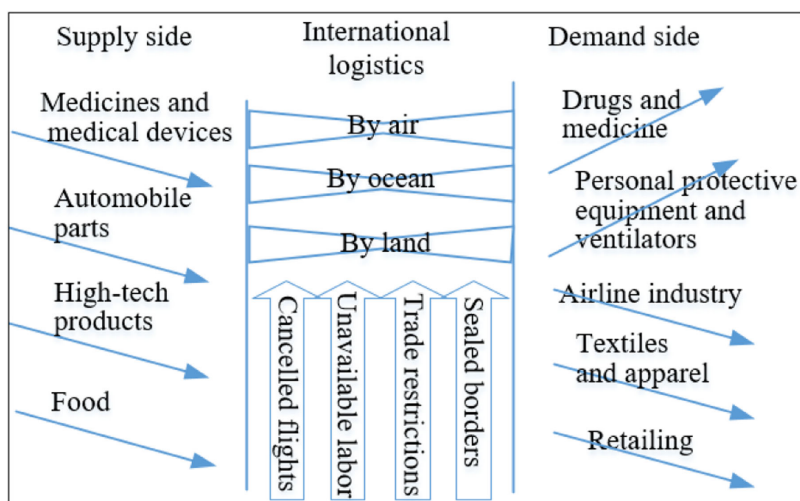 Supply side
Medicines and
medical devices
Automobile
parts
High-tech
products
Food
International
logistics
By air
By ocean
By land
Cancelled flights
Unavailable labor
Trade restrictions
Sealed borders
Demand side
Drugs and
medicine
Personal protective
equipment and
ventilators
Airline industry
Textiles
and apparel
Retailing